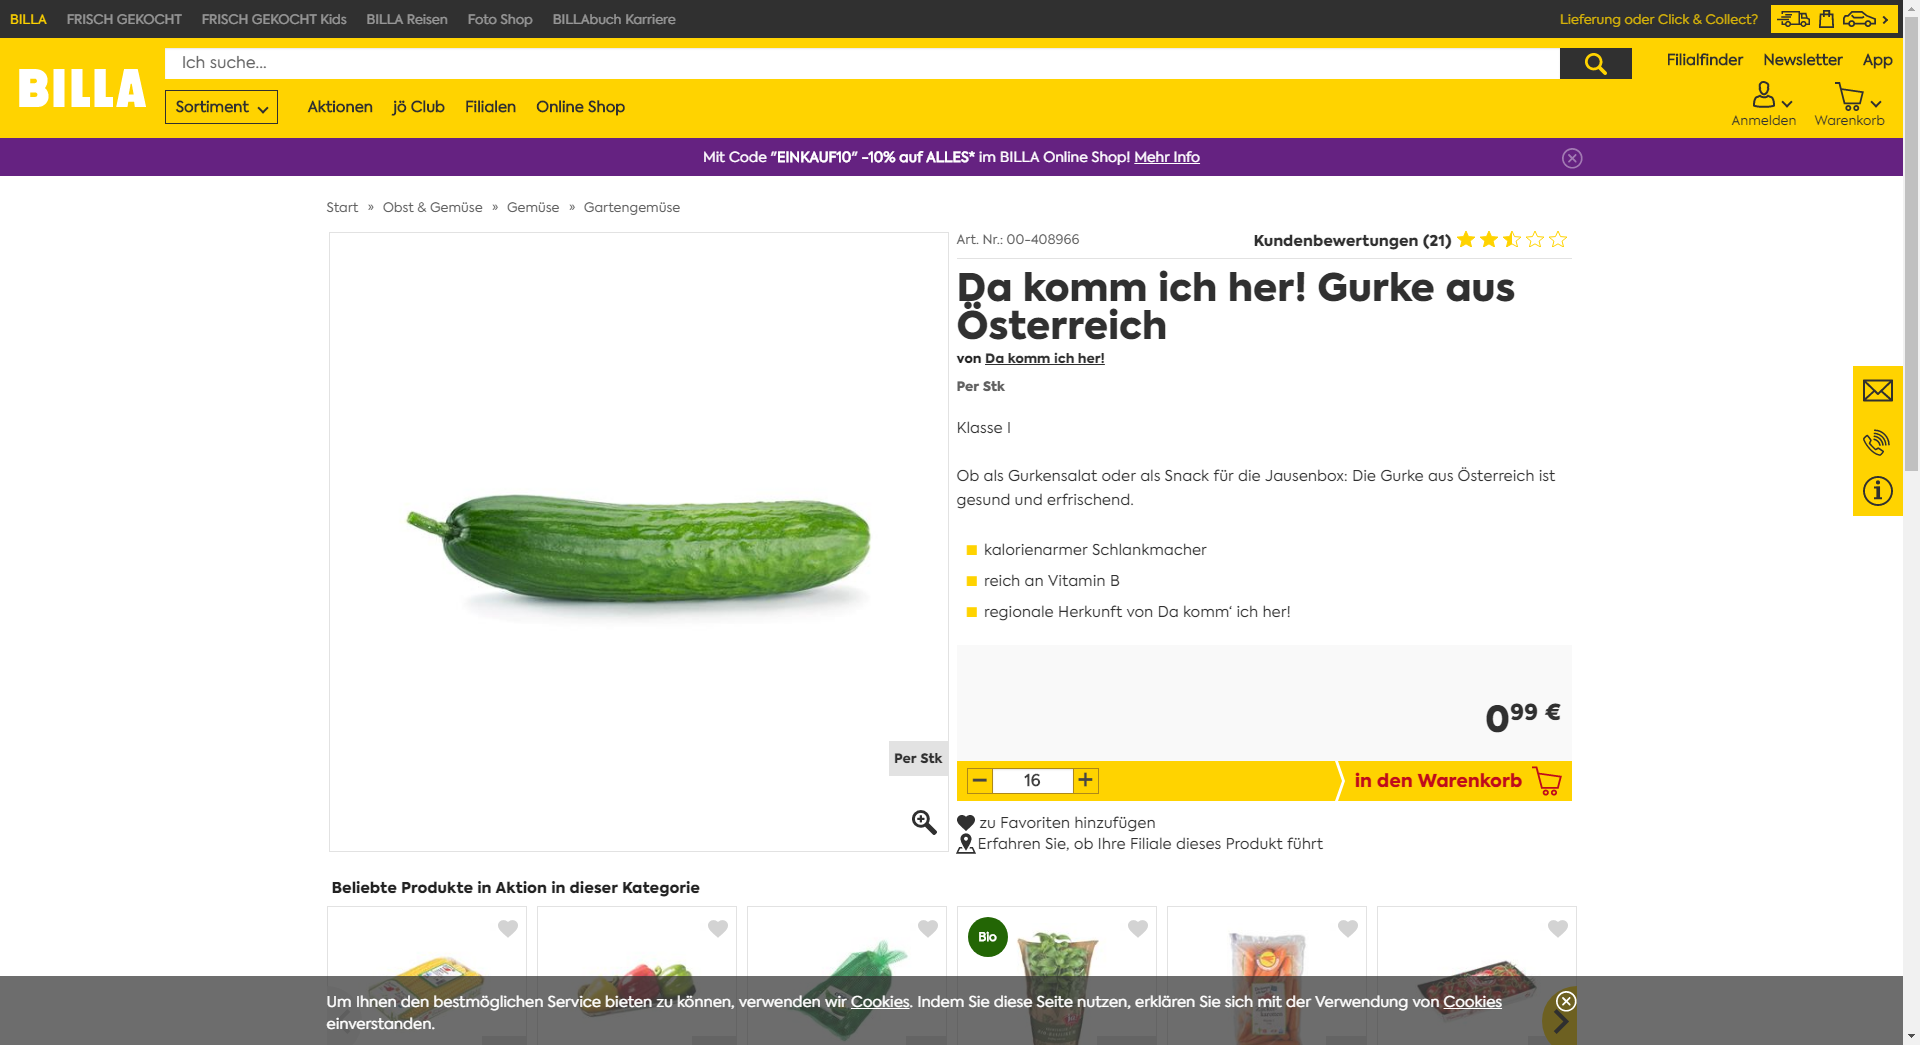 BILLA FRISCH GEKOCHT FRISCH GEKOCHT Kids BILLA Reisen Foto Shop BILLAbuch Karriere
Lieferung oder Click & Collect?
BILLA
Ich suche...
Filialfinder Newsletter App
Sortiment Aktionen jö Club Filialen Online Shop
Anmelden Warenkorb
Mit Code "EINKAUF10" -10% auf ALLES* im BILLA Online Shop! Mehr Info
Start » Obst & Gemüse » Gemüse » Gartengemüse
Art. Nr.: 00-408966
Kundenbewertungen (21)
Da komm ich her! Gurke aus
Österreich
von Da komm ich her!
Per Stk
Klasse I
Ob als Gurkensalat oder als Snack für die Jausenbox: Die Gurke aus Österreich ist
gesund und erfrischend.
kalorienarmer Schlankmacher
reich an Vitamin B
regionale Herkunft von Da komm‘ ich her!
0 99 €
Per Stk
− 16 +
in den Warenkorb
zu Favoriten hinzufügen
Erfahren Sie, ob Ihre Filiale dieses Produkt führt
Beliebte Produkte in Aktion in dieser Kategorie
Bio
Um Ihnen den bestmöglichen Service bieten zu können, verwenden wir Cookies. Indem Sie diese Seite nutzen, erklären Sie sich mit der Verwendung von Cookies
einverstanden.